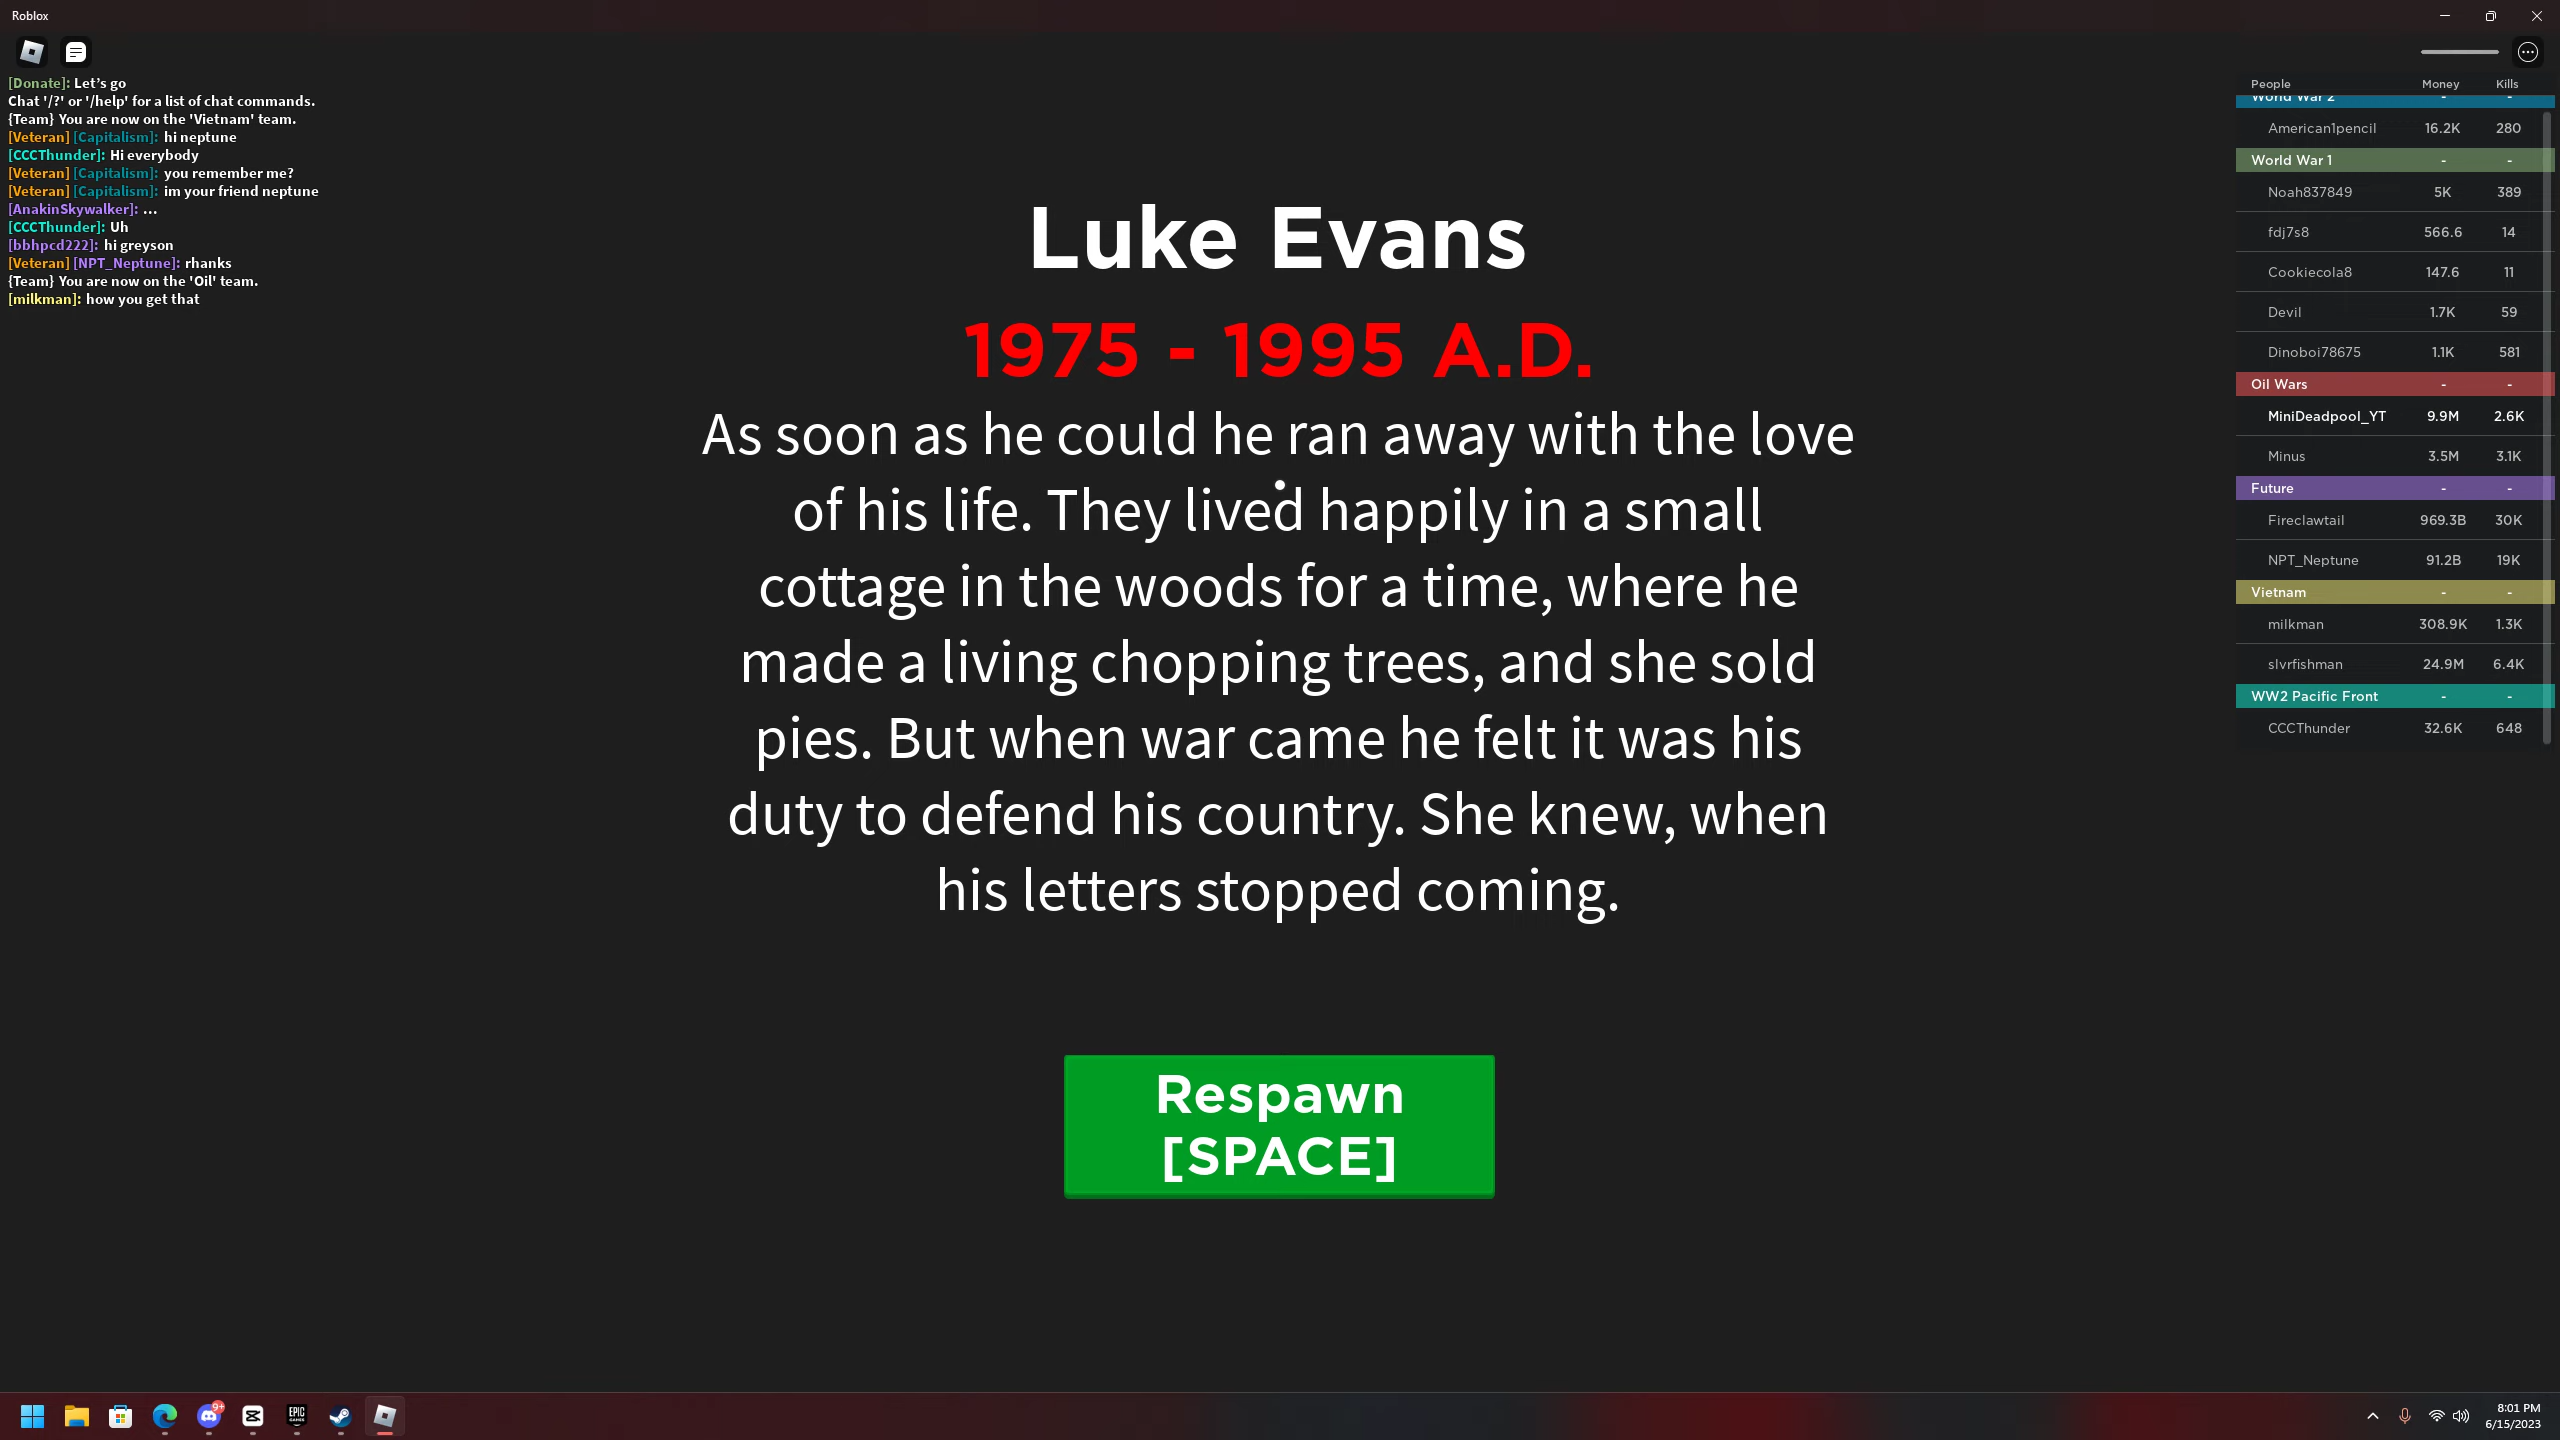 Roblox
[Donate]: Let's go
Chat '/?' or '/help' for a list of chat commands.
{Team} You are now on the 'Vietnam' team.
[Veteran] [Capitalism]: hi neptune
[CCCThunder]: Hi everybody
[Veteran] [Capitalism]: you remember me?
[Veteran] [Capitalism]: im your friend neptune
[AnakinSkywalker]: ...
[CCCThunder]: Uh
[bbhpcd222]: hi greyson
[Veteran] [NPT_Neptune]: rhanks
{Team} You are now on the 'Oil' team.
[milkman]: how you get that
Luke Evans
1975 - 1995 A.D.
As soon as he could he ran away with the love
of his life. They lived happily in a small
cottage in the woods for a time, where he
made a living chopping trees, and she sold
pies. But when war came he felt it was his
duty to defend his country. She knew, when
his letters stopped coming.
Respawn
[SPACE]
People Money Kills
World War 2 - -
American1pencil 16.2K 280
World War 1 - -
Noah837849 5K 389
fdj7s8 566.6 14
Cookiecola8 147.6 11
Devil 1.7K 59
Dinoboi78675 1.1K 581
Oil Wars - -
MiniDeadpool_YT 9.9M 2.6K
Minus 3.5M 3.1K
Future - -
Fireclawtail 969.3B 30K
NPT_Neptune 91.2B 19K
Vietnam - -
milkman 308.9K 1.3K
slvrfishman 24.9M 6.4K
WW2 Pacific Front - -
CCCThunder 32.6K 648
9+
EPIC
GAMES
8:01 PM
6/15/2023